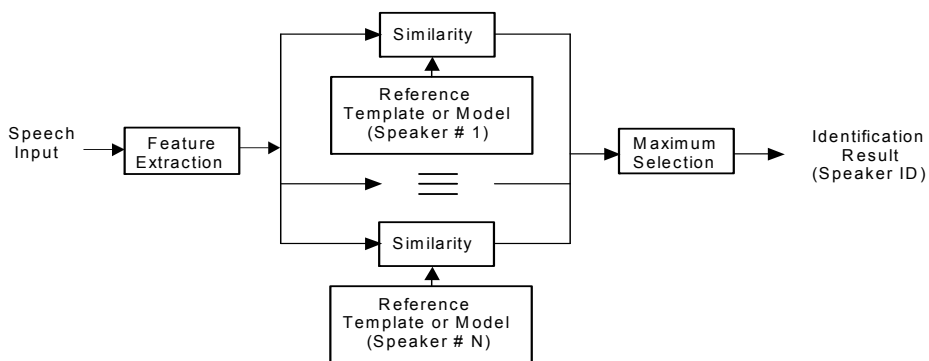 Speech
Input
Feature
Extraction
Similarity
Reference
Template or Model
(Speaker # 1)
Similarity
Reference
Template or Model
(Speaker # N)
Maximum
Selection
Identification
Result
(Speaker ID)